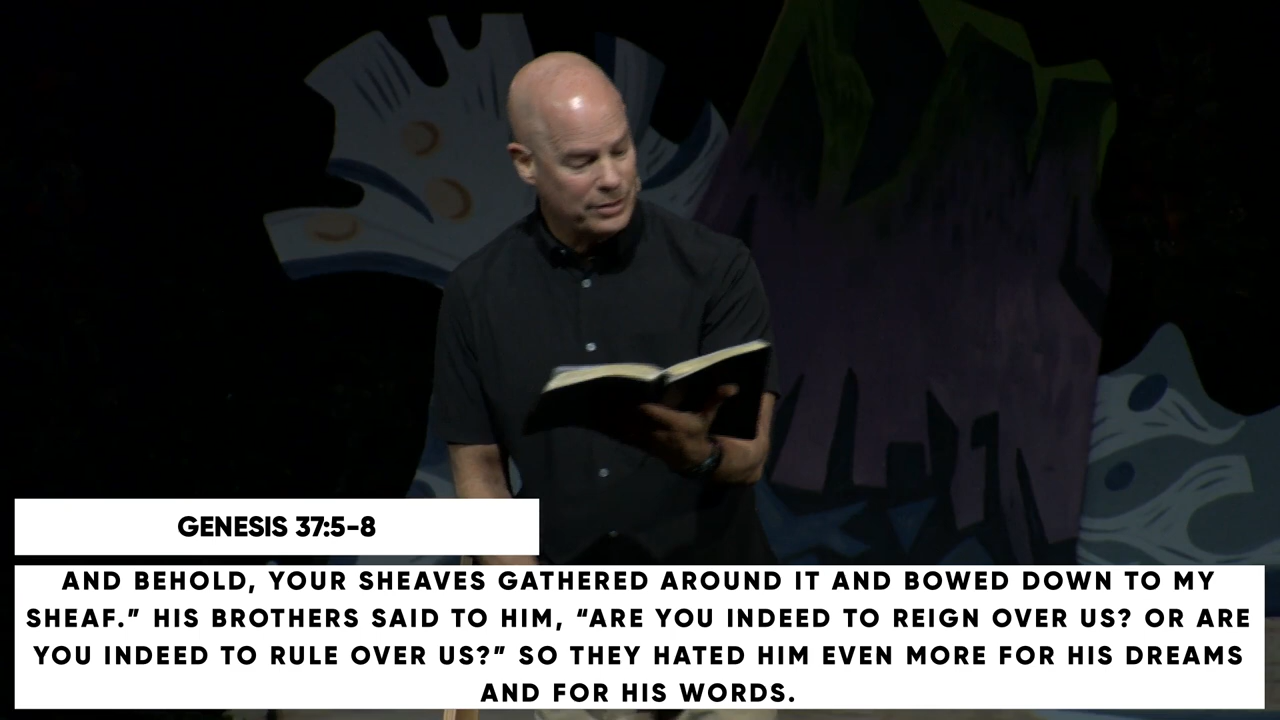 GENESIS 37:5-8
AND BEHOLD, YOUR SHEAVES GATHERED AROUND IT AND BOWED DOWN TO MY
SHEAF.” HIS BROTHERS SAID TO HIM, “ARE YOU INDEED TO REIGN OVER US? OR ARE
YOU INDEED TO RULE OVER US?” SO THEY HATED HIM EVEN MORE FOR HIS DREAMS
AND FOR HIS WORDS.